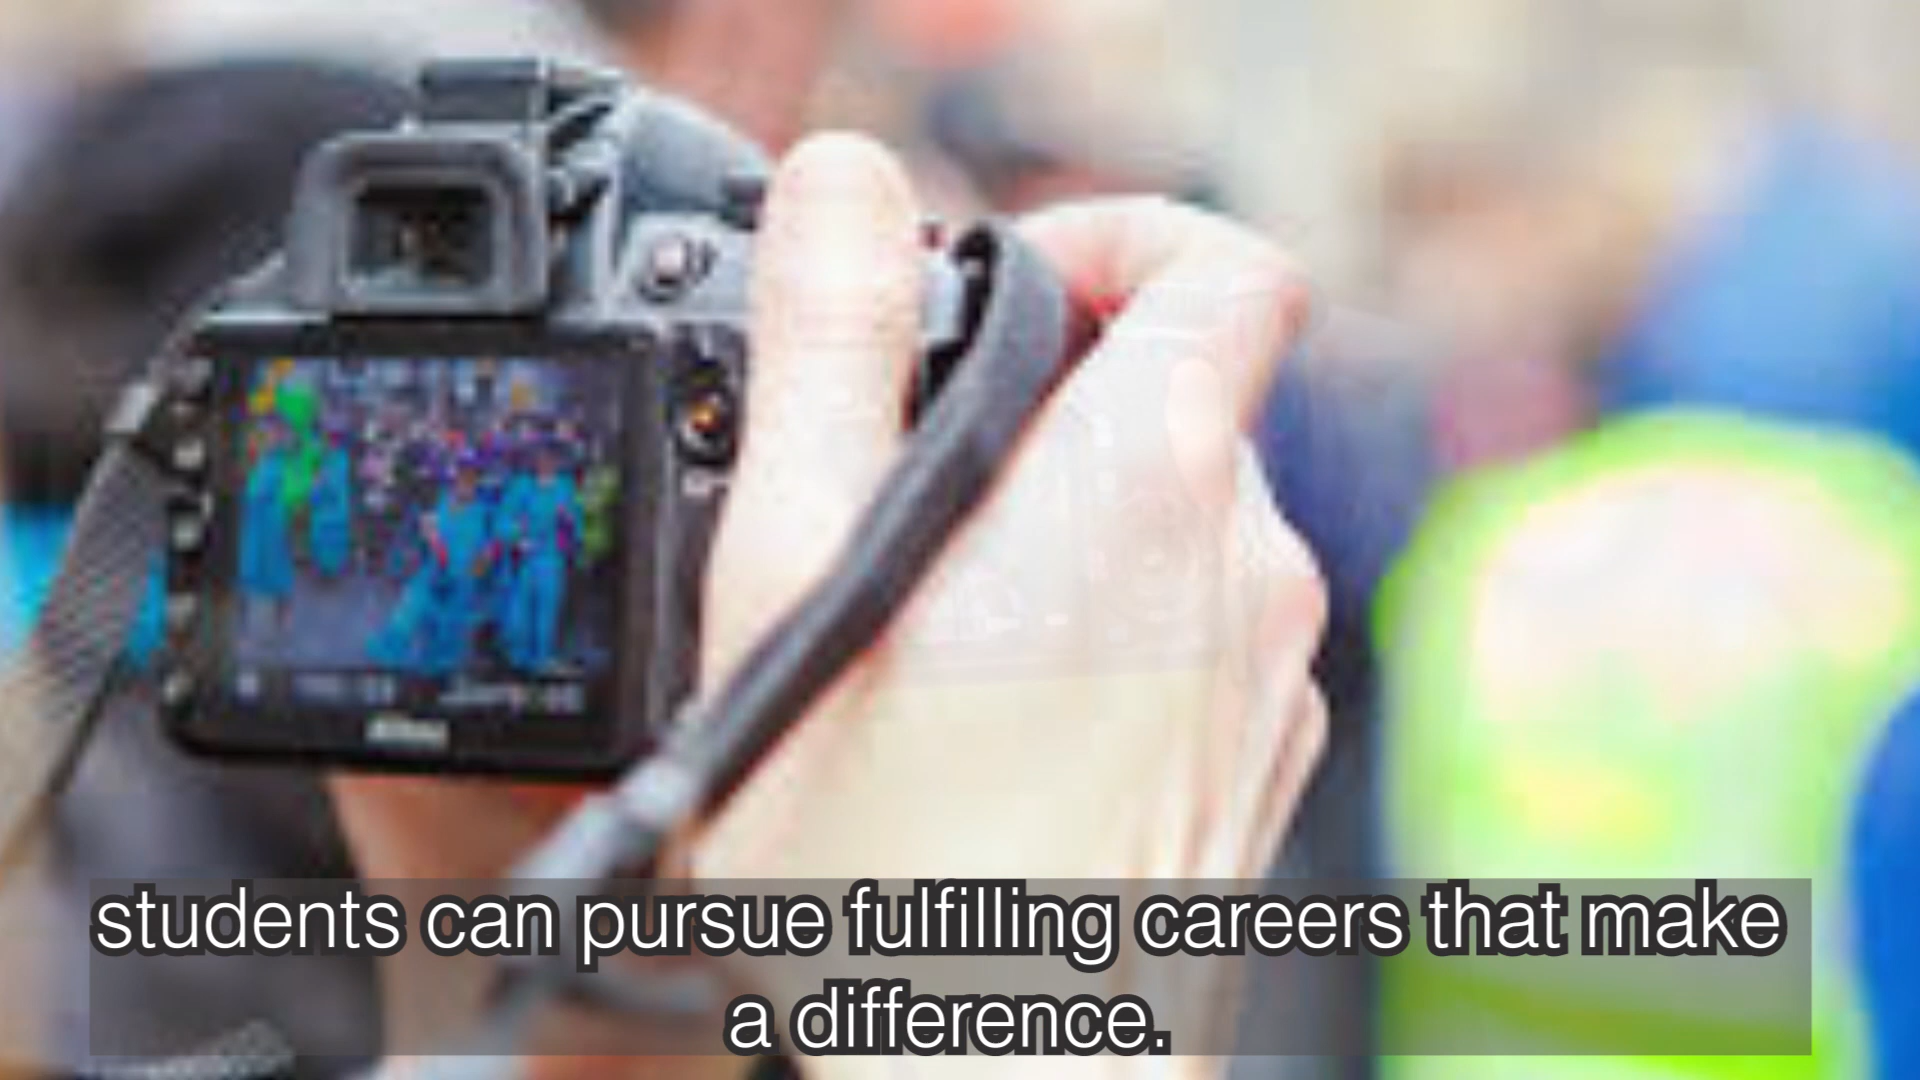 students can pursue fulfilling careers that make
a difference.